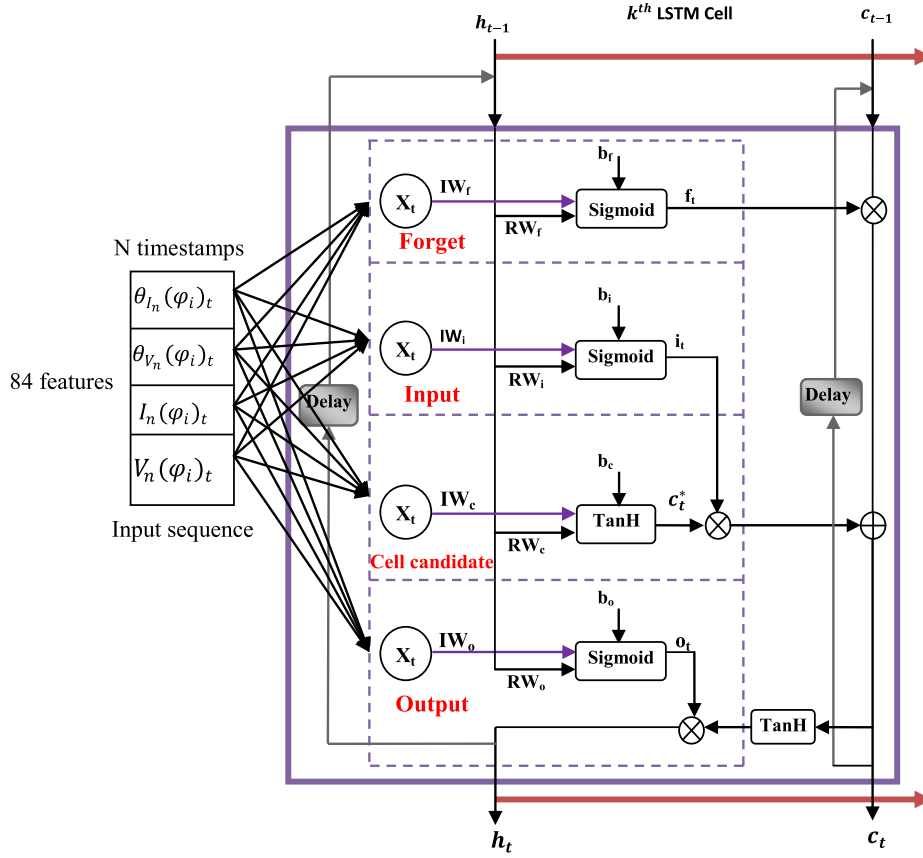 k^{th} LSTM Cell
h_{t-1}
c_{t-1}
b_f
X_t
IW_f
Sigmoid
f_t
RW_f
Forget
N timestamps
θ_{I_n}(φ_i)_t
θ_{V_n}(φ_i)_t
I_n(φ_i)_t
V_n(φ_i)_t
84 features
Input sequence
b_i
X_t
IW_i
Sigmoid
i_t
RW_i
Input
Delay
Delay
b_c
X_t
IW_c
TanH
c_t^*
RW_c
Cell candidate
b_o
X_t
IW_o
Sigmoid
o_t
RW_o
Output
TanH
h_t
c_t